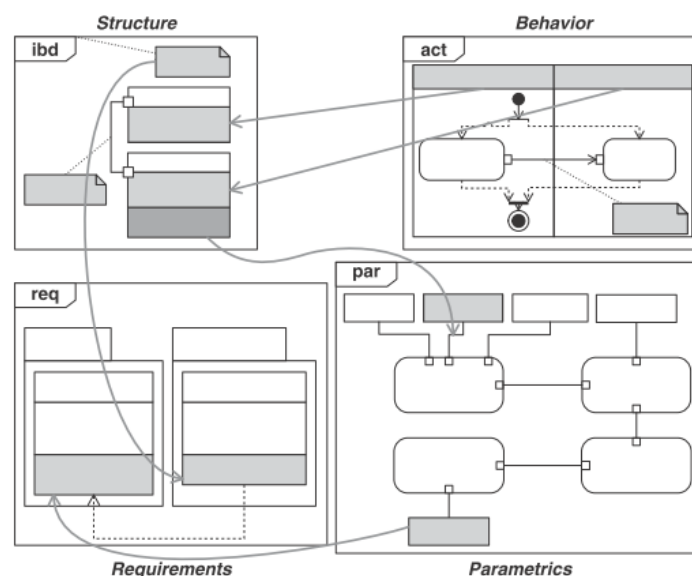 Structure
Behavior
ibd
act
req
par
Requirements
Parametrics